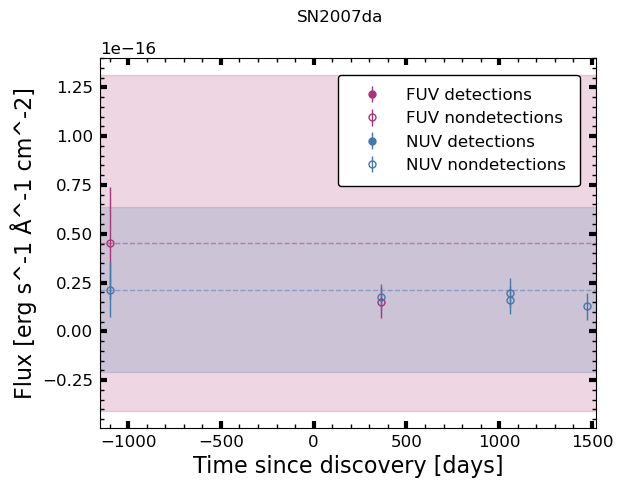 SN2007da
1e−16
1.25
1.00
0.75
0.50
0.25
0.00
−0.25
Flux [erg s^-1 Å^-1 cm^-2]
FUV detections
FUV nondetections
NUV detections
NUV nondetections
−1000 −500 0 500 1000 1500
Time since discovery [days]